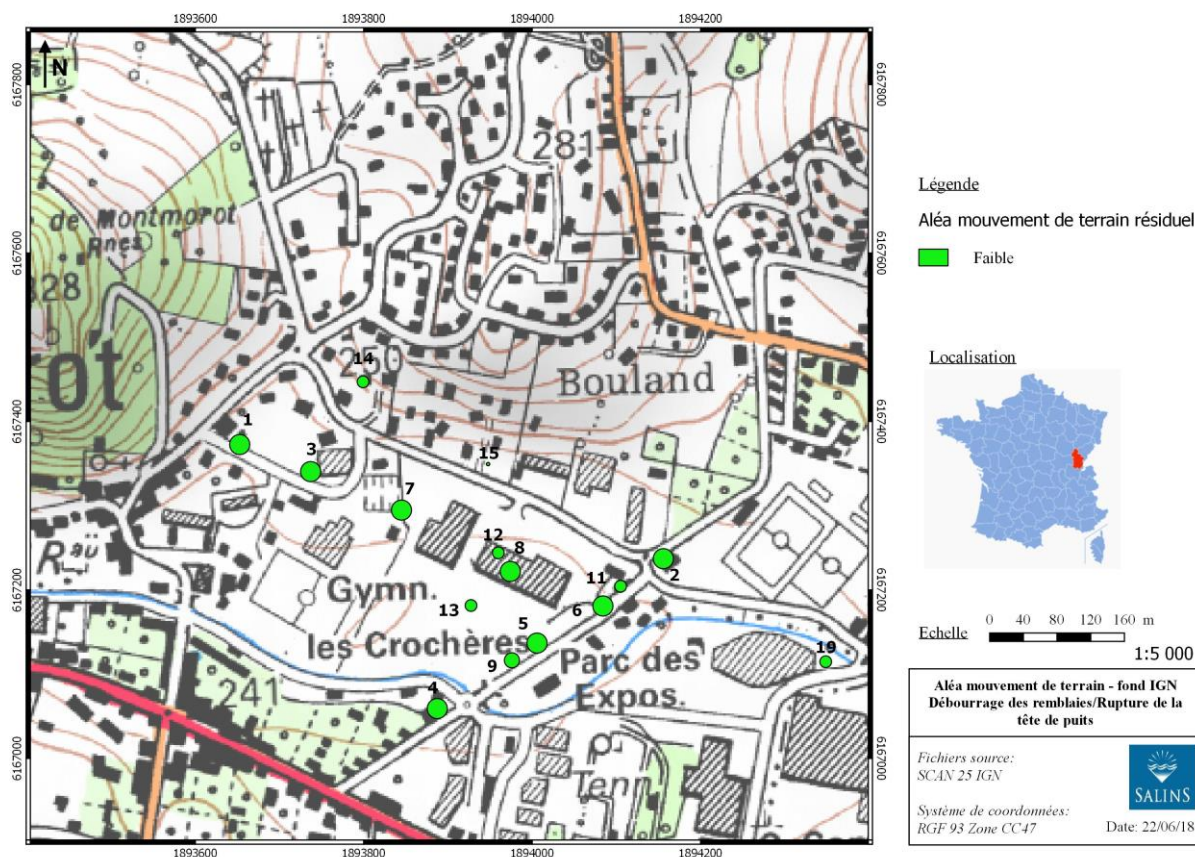 1893600 1893800 1894000 1894200
6167800
6167600
6167400
6167200
6167000
6167800
6167600
6167400
6167200
6167000
N
281
de Montmorot
Rnes
328
ot
250
14
Bouland
1
3
15
7
12
8
11
2
Raü
Gymn.
13
6
les Crochères
5
9
Parc des
Expos.
19
241
4
Tenn
1893600 1893800 1894000 1894200
Légende
Aléa mouvement de terrain résiduel
Faible
Localisation
Echelle
0 40 80 120 160 m
1:5 000
Aléa mouvement de terrain - fond IGN
Débourrage des remblaies/Rupture de la
tête de puits
Fichiers source:
SCAN 25 IGN
SALINS
Système de coordonnées:
RGF 93 Zone CC47
Date: 22/06/18